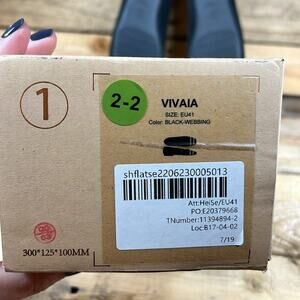 1
2-2
VIVAIA
SIZE: EU41
Color: BLACK-WEBBING
shflatse2206230005013
Att:HeiSe/EU41
PO:E20379668
TNumber:11394894-2
Loc:B17-04-02
7/19
300*125*100MM